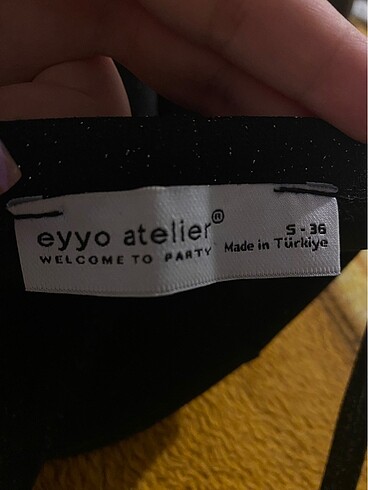 eyyo atelier®
WELCOME TO PARTY
S - 36
Made in Türkiye